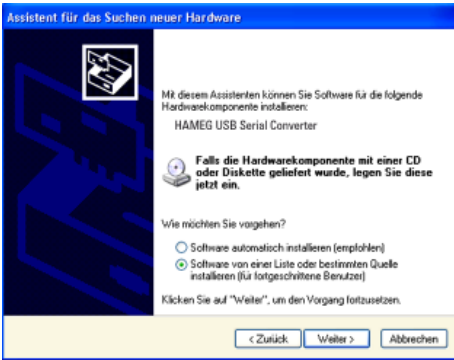 Assistent für das Suchen neuer Hardware
Mit diesem Assistenten können Sie Software für die folgende
Hardwarekomponente installieren:
HAMEG USB Serial Converter
Falls die Hardwarekomponente mit einer CD
oder Diskette geliefert wurde, legen Sie diese
jetzt ein.
Wie möchten Sie vorgehen?
Software automatisch installieren (empfohlen)
Software von einer Liste oder bestimmten Quelle
installieren (für fortgeschrittene Benutzer)
Klicken Sie auf "Weiter", um den Vorgang fortzusetzen.
< Zurück Weiter > Abbrechen